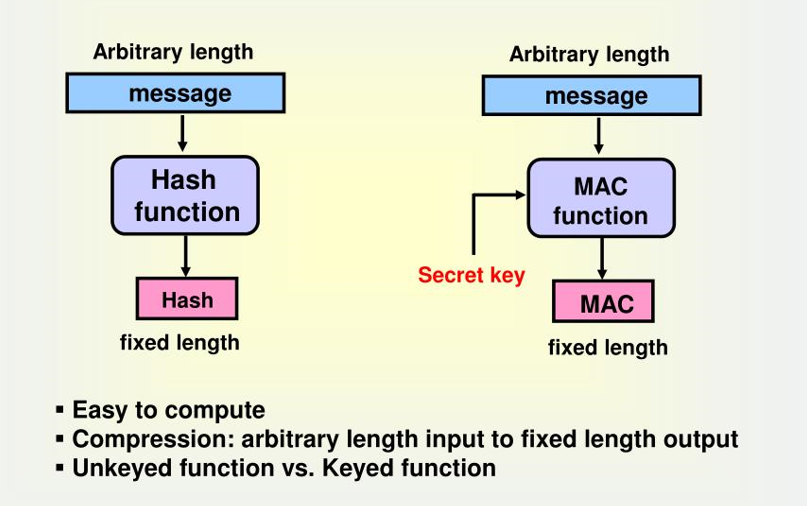 Arbitrary length
message
Hash
function
Hash
fixed length
Arbitrary length
message
MAC
function
Secret key
MAC
fixed length
▪ Easy to compute
▪ Compression: arbitrary length input to fixed length output
▪ Unkeyed function vs. Keyed function